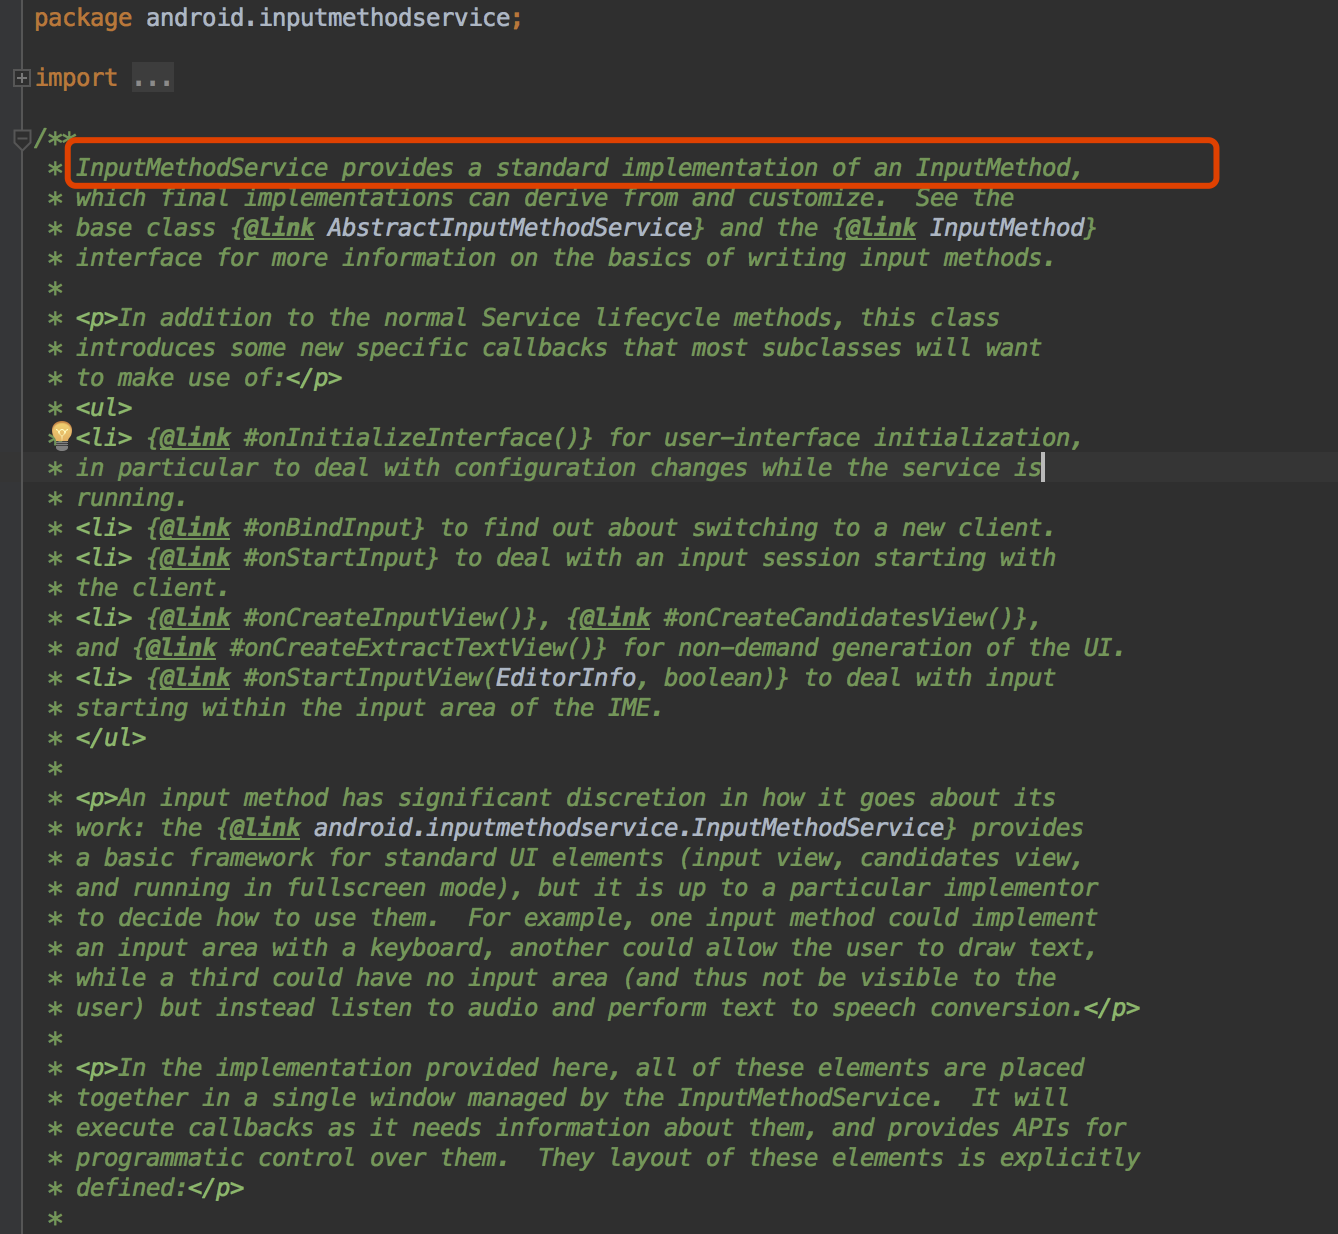 package android.inputmethodservice;
import ...
/**
* InputMethodService provides a standard implementation of an InputMethod,
* which final implementations can derive from and customize.  See the
* base class {@link AbstractInputMethodService} and the {@link InputMethod}
* interface for more information on the basics of writing input methods.
*
* <p>In addition to the normal Service lifecycle methods, this class
* introduces some new specific callbacks that most subclasses will want
* to make use of:</p>
* <ul>
* <li> {@link #onInitializeInterface()} for user-interface initialization,
* in particular to deal with configuration changes while the service is
* running.
* <li> {@link #onBindInput} to find out about switching to a new client.
* <li> {@link #onStartInput} to deal with an input session starting with
* the client.
* <li> {@link #onCreateInputView()}, {@link #onCreateCandidatesView()},
* and {@link #onCreateExtractTextView()} for non-demand generation of the UI.
* <li> {@link #onStartInputView(EditorInfo, boolean)} to deal with input
* starting within the input area of the IME.
* </ul>
*
* <p>An input method has significant discretion in how it goes about its
* work: the {@link android.inputmethodservice.InputMethodService} provides
* a basic framework for standard UI elements (input view, candidates view,
* and running in fullscreen mode), but it is up to a particular implementor
* to decide how to use them.  For example, one input method could implement
* an input area with a keyboard, another could allow the user to draw text,
* while a third could have no input area (and thus not be visible to the
* user) but instead listen to audio and perform text to speech conversion.</p>
*
* <p>In the implementation provided here, all of these elements are placed
* together in a single window managed by the InputMethodService.  It will
* execute callbacks as it needs information about them, and provides APIs for
* programmatic control over them.  They layout of these elements is explicitly
* defined:</p>
*